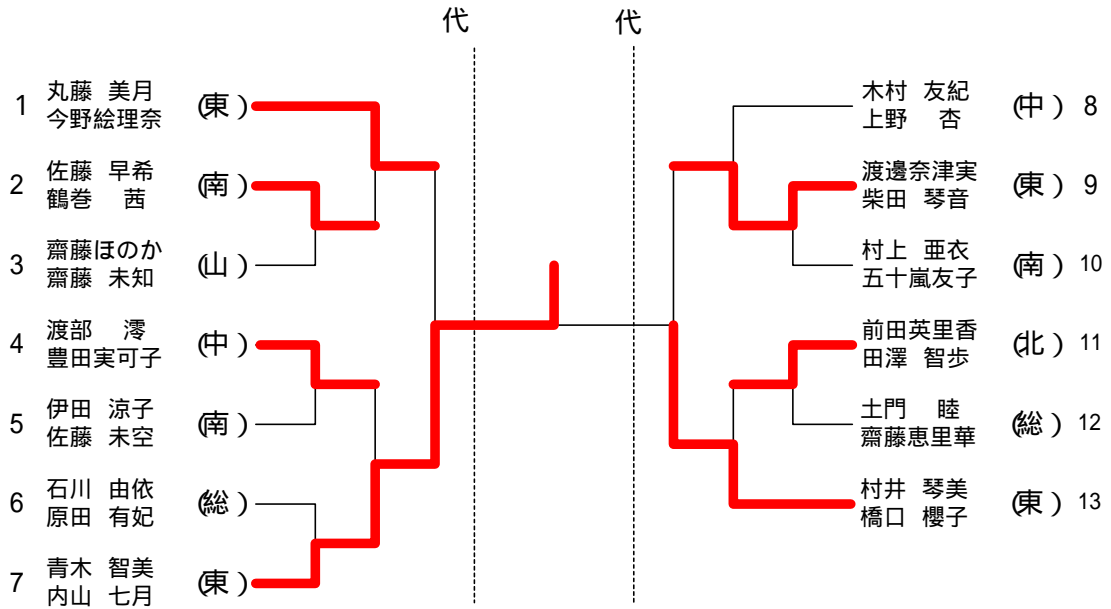 代 代
1 丸藤 美月 (東)
今野絵理奈
2 佐藤 早希 (南)
鶴巻 茜
3 齋藤ほのか (山)
齋藤 未知
4 渡部 澪 (中)
豊田実可子
5 伊田 涼子 (南)
佐藤 未空
6 石川 由依 (総)
原田 有妃
7 青木 智美 (東)
内山 七月
木村 友紀 (中) 8
上野 杏
渡邊奈津実 (東) 9
柴田 琴音
村上 亜衣 (南) 10
五十嵐友子
前田英里香 (北) 11
田澤 智歩
土門 睦 (総) 12
齋藤恵里華
村井 琴美 (東) 13
橋口 櫻子